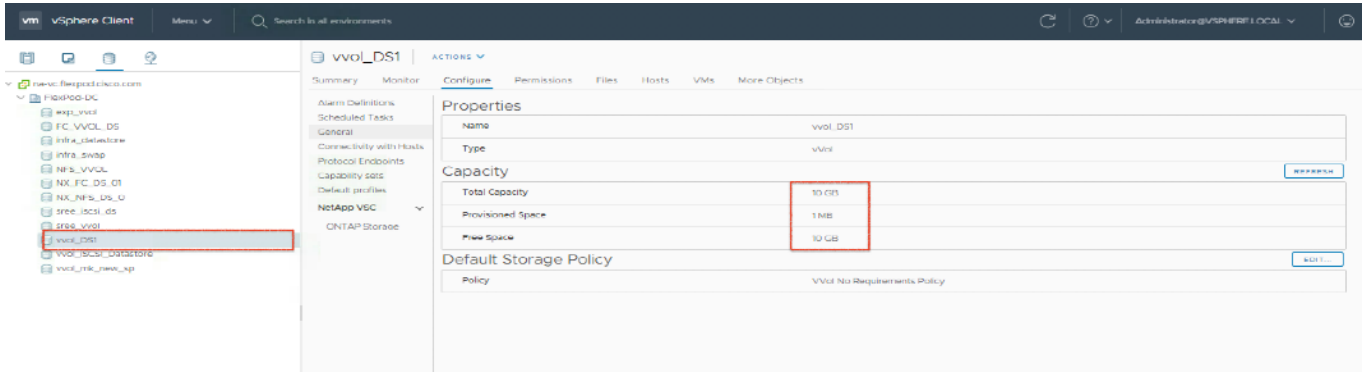 vm vSphere Client Menu Search in all environments Administrator@VSPHERE.LOCAL
vvol_DS1 ACTIONS
Summary Monitor Configure Permissions Files Hosts VMs More Objects
FlexPod-DC
exp_vvol
FC_VVOL_DS
infra_datastore
infra_swap
NFS_VVOL
NX_FC_DS_01
NX_NFS_DS_0
sree_iscsi_ds
sree_vvol
vvol_DS1
vvol_iSCSI_Datastore
vvol_mk_new_sp
Alarm Definitions
Scheduled Tasks
General
Connectivity with Hosts
Protocol Endpoints
Capability sets
Default profiles
NetApp VSC
ONTAP Storage
Properties
Name vvol_DS1
Type vVol
Capacity REFRESH
Total Capacity 10 GB
Provisioned Space 1 MB
Free Space 10 GB
Default Storage Policy EDIT...
Policy VVol No Requirements Policy